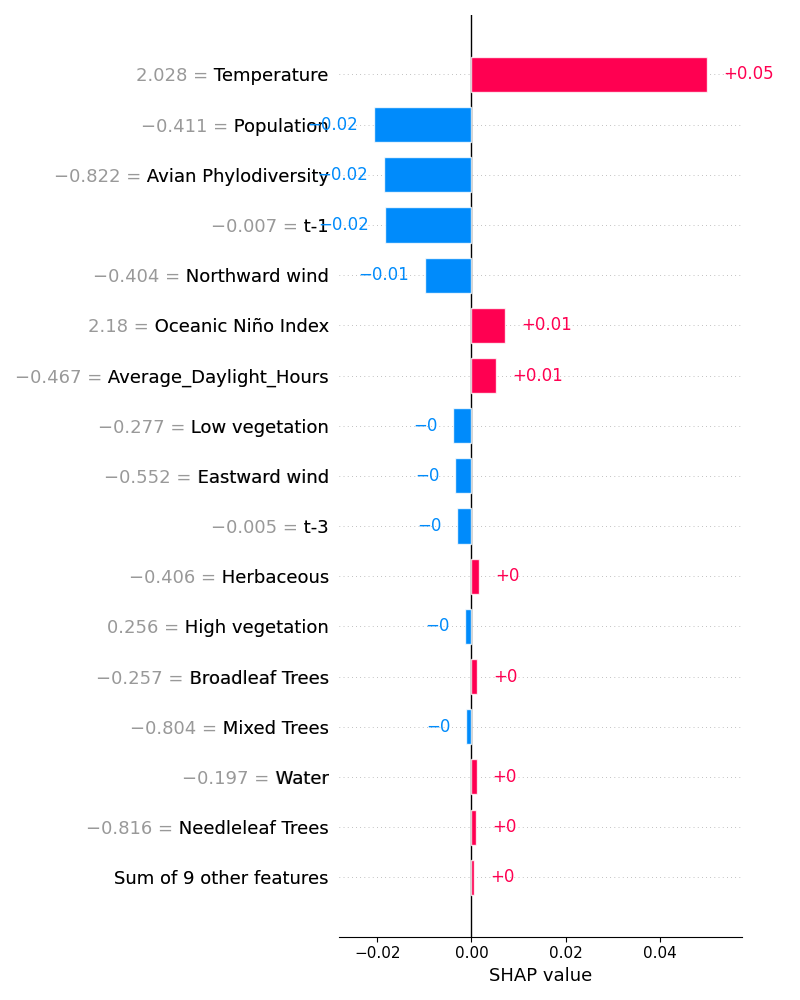 2.028 = Temperature +0.05
−0.411 = Population −0.02
−0.822 = Avian Phylodiversity −0.02
−0.007 = t-1 −0.02
−0.404 = Northward wind −0.01
2.18 = Oceanic Niño Index +0.01
−0.467 = Average_Daylight_Hours +0.01
−0.277 = Low vegetation −0
−0.552 = Eastward wind −0
−0.005 = t-3 −0
−0.406 = Herbaceous +0
0.256 = High vegetation −0
−0.257 = Broadleaf Trees +0
−0.804 = Mixed Trees −0
−0.197 = Water +0
−0.816 = Needleleaf Trees +0
Sum of 9 other features +0
−0.02 0.00 0.02 0.04
SHAP value